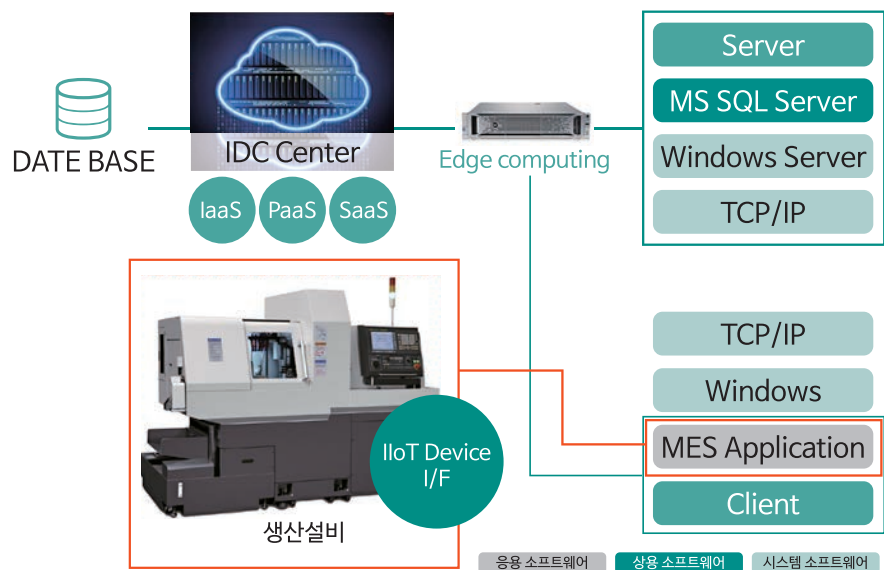 DATE BASE
IDC Center
IaaS
PaaS
SaaS
Edge computing
Server
MS SQL Server
Windows Server
TCP/IP
TCP/IP
Windows
MES Application
Client
IIoT Device
I/F
생산설비
응용 소프트웨어
상용 소프트웨어
시스템 소프트웨어